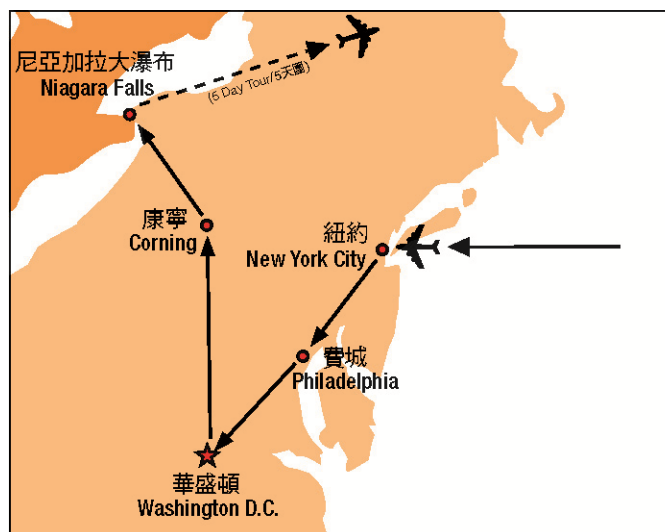 尼亞加拉大瀑布
Niagara Falls
(5 Day Tour/5天團)
康寧
Corning
紐約
New York City
費城
Philadelphia
華盛頓
Washington D.C.